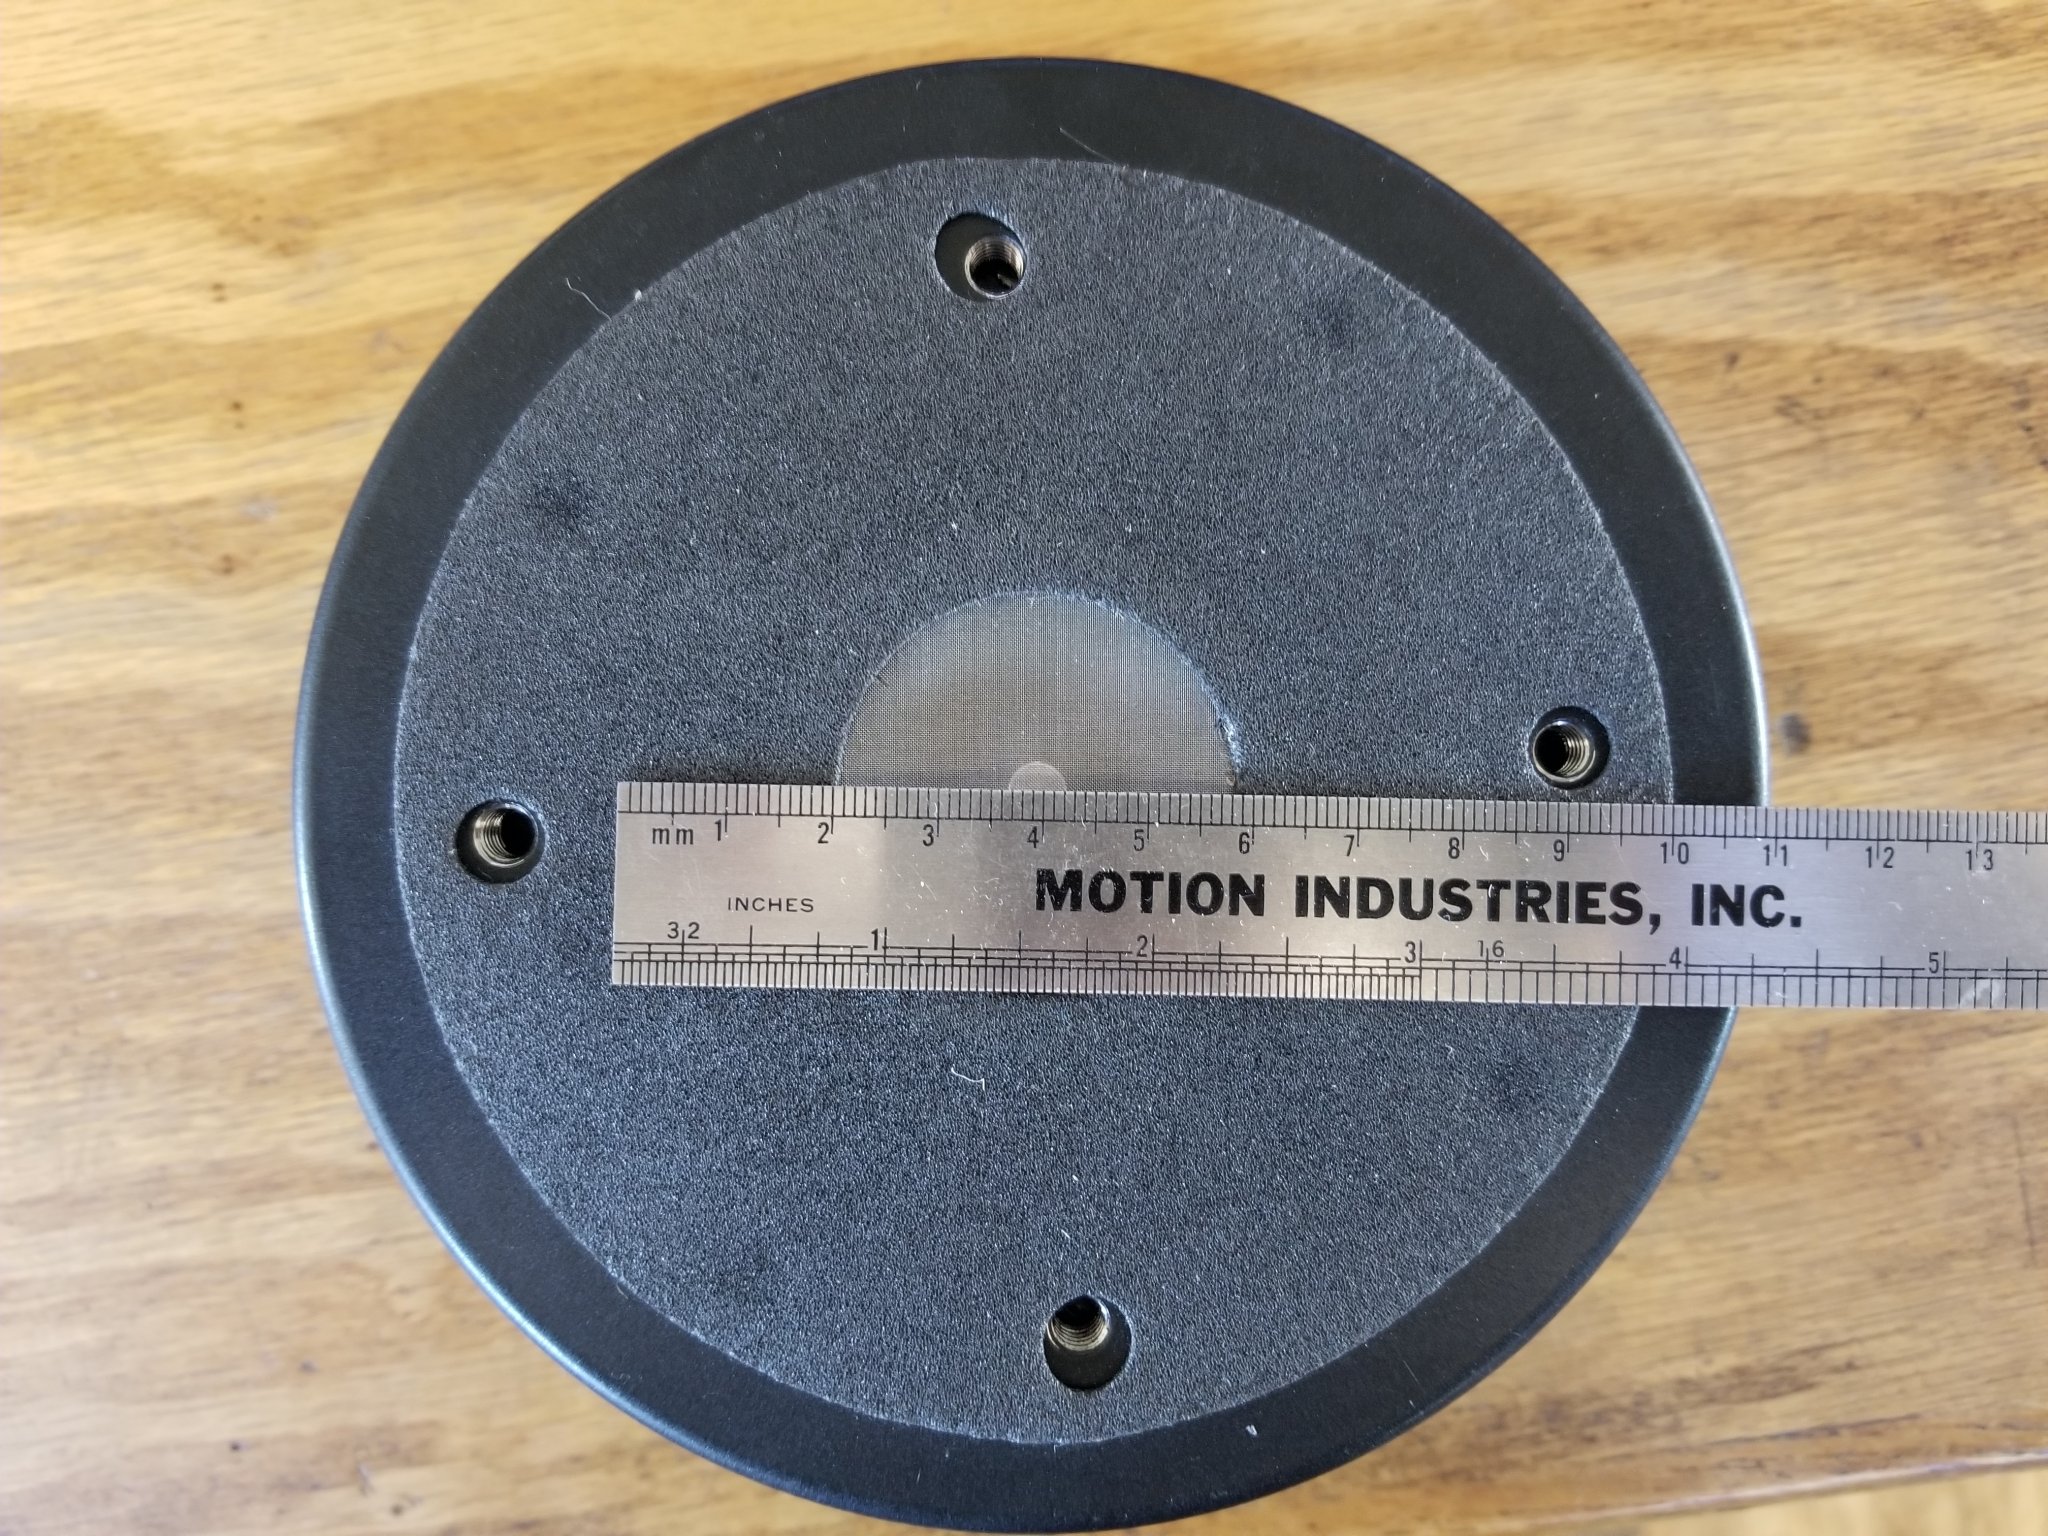 mm 1 2 3 4 5 6 7 8 9 10 11 12 13
MOTION INDUSTRIES, INC.
INCHES
32 1 2 3 16 4 5